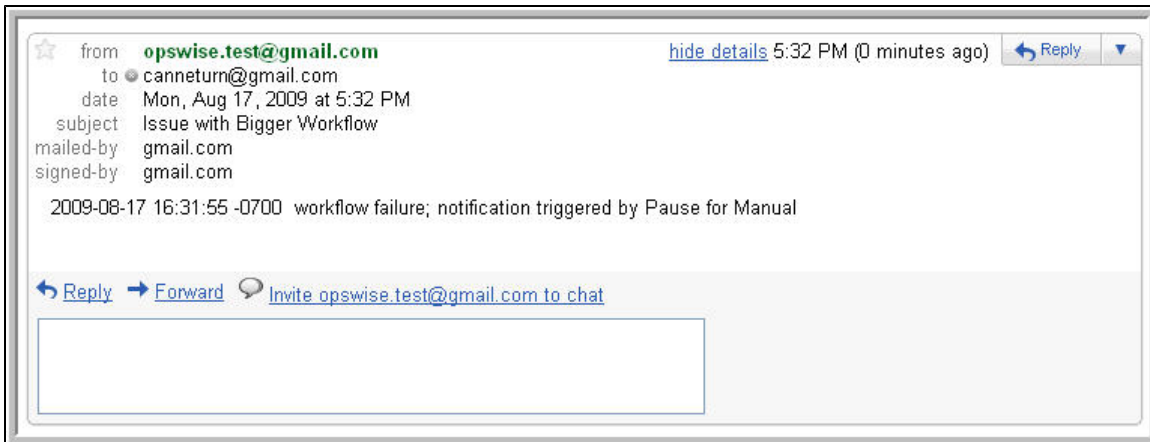 from opswise.test@gmail.com hide details 5:32 PM (0 minutes ago) Reply
to canneturn@gmail.com
date Mon, Aug 17, 2009 at 5:32 PM
subject Issue with Bigger Workflow
mailed-by gmail.com
signed-by gmail.com
2009-08-17 16:31:55 -0700 workflow failure; notification triggered by Pause for Manual
Reply Forward Invite opswise.test@gmail.com to chat